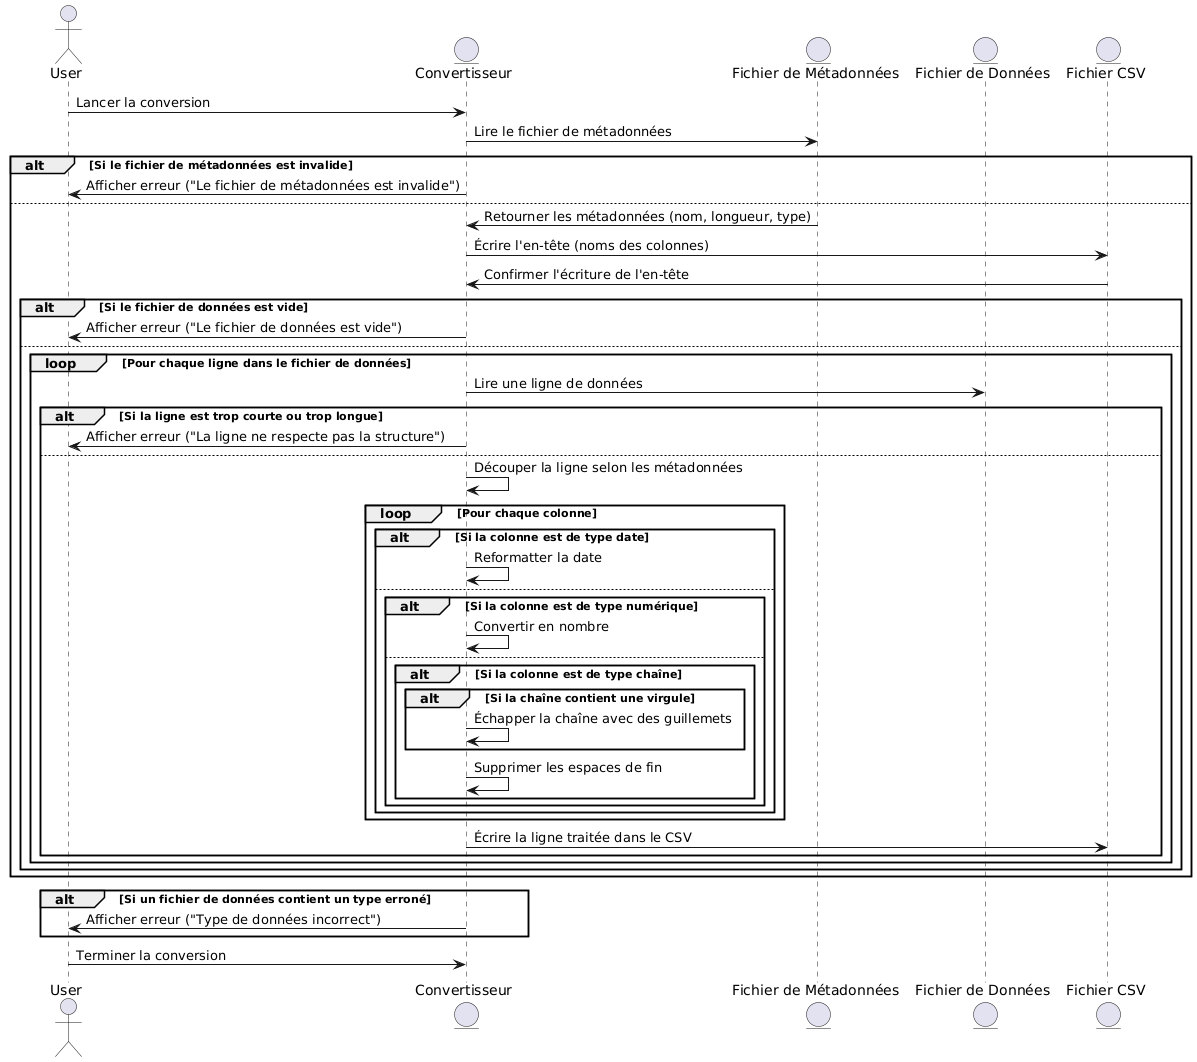 User
Convertisseur
Fichier de Métadonnées
Fichier de Données
Fichier CSV
Lancer la conversion
Lire le fichier de métadonnées
alt [Si le fichier de métadonnées est invalide]
Afficher erreur ("Le fichier de métadonnées est invalide")
Retourner les métadonnées (nom, longueur, type)
Écrire l'en-tête (noms des colonnes)
Confirmer l'écriture de l'en-tête
alt [Si le fichier de données est vide]
Afficher erreur ("Le fichier de données est vide")
loop [Pour chaque ligne dans le fichier de données]
Lire une ligne de données
alt [Si la ligne est trop courte ou trop longue]
Afficher erreur ("La ligne ne respecte pas la structure")
Découper la ligne selon les métadonnées
loop [Pour chaque colonne]
alt [Si la colonne est de type date]
Reformatter la date
alt [Si la colonne est de type numérique]
Convertir en nombre
alt [Si la colonne est de type chaîne]
alt [Si la chaîne contient une virgule]
Échapper la chaîne avec des guillemets
Supprimer les espaces de fin
Écrire la ligne traitée dans le CSV
alt [Si un fichier de données contient un type erroné]
Afficher erreur ("Type de données incorrect")
Terminer la conversion
User
Convertisseur
Fichier de Métadonnées
Fichier de Données
Fichier CSV